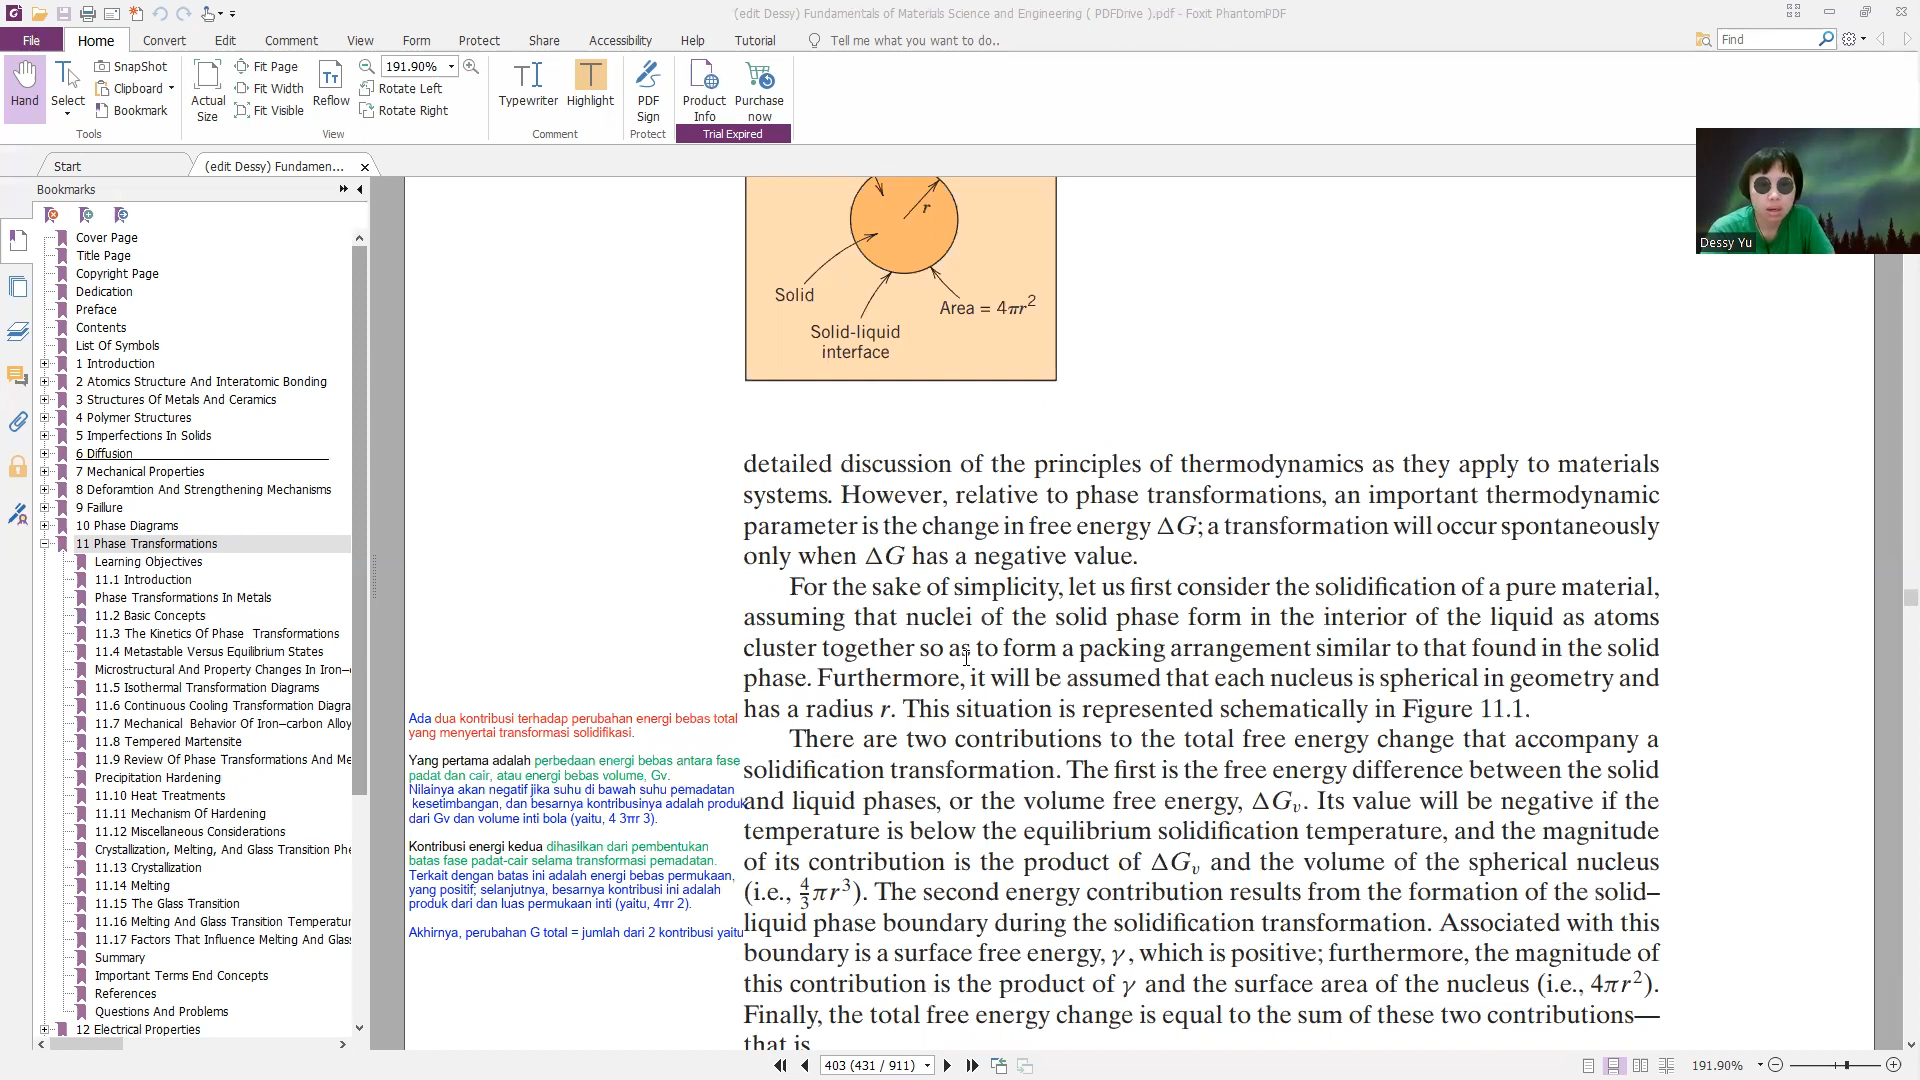 (edit Dessy) Fundamentals of Materials Science and Engineering ( PDFDrive ).pdf - Foxit PhantomPDF
File Home Convert Edit Comment View Form Protect Share Accessibility Help Tutorial Tell me what you want to do.. Find
Hand
Select
SnapShot
Clipboard
Bookmark
Tools
Actual
Size
Fit Page
Fit Width
Fit Visible
Reflow
191.90%
Rotate Left
Rotate Right
View
Typewriter
Highlight
Comment
PDF
Sign
Protect
Product
Info
Purchase
now
Trial Expired
Start
(edit Dessy) Fundamen...
Dessy Yu
Bookmarks
Cover Page
Title Page
Copyright Page
Dedication
Preface
Contents
List Of Symbols
1 Introduction
2 Atomics Structure And Interatomic Bonding
3 Structures Of Metals And Ceramics
4 Polymer Structures
5 Imperfections In Solids
6 Diffusion
7 Mechanical Properties
8 Deforamtion And Strengthening Mechanisms
9 Failure
10 Phase Diagrams
11 Phase Transformations
Learning Objectives
11.1 Introduction
Phase Transformations In Metals
11.2 Basic Concepts
11.3 The Kinetics Of Phase Transformations
11.4 Metastable Versus Equilibrium States
Microstructural And Property Changes In Iron–c
11.5 Isothermal Transformation Diagrams
11.6 Continuous Cooling Transformation Diagra
11.7 Mechanical Behavior Of Iron–carbon Alloy
11.8 Tempered Martensite
11.9 Review Of Phase Transformations And Me
Precipitation Hardening
11.10 Heat Treatments
11.11 Mechanism Of Hardening
11.12 Miscellaneous Considerations
Crystallization, Melting, And Glass Transition Phe
11.13 Crystallization
11.14 Melting
11.15 The Glass Transition
11.16 Melting And Glass Transition Temperatur
11.17 Factors That Influence Melting And Glass
Summary
Important Terms End Concepts
References
Questions And Problems
12 Electrical Properties
r
Solid
Area = 4πr²
Solid-liquid
interface
detailed discussion of the principles of thermodynamics as they apply to materials
systems. However, relative to phase transformations, an important thermodynamic
parameter is the change in free energy ΔG; a transformation will occur spontaneously
only when ΔG has a negative value.
For the sake of simplicity, let us first consider the solidification of a pure material,
assuming that nuclei of the solid phase form in the interior of the liquid as atoms
cluster together so as to form a packing arrangement similar to that found in the solid
phase. Furthermore, it will be assumed that each nucleus is spherical in geometry and
has a radius r. This situation is represented schematically in Figure 11.1.
There are two contributions to the total free energy change that accompany a
solidification transformation. The first is the free energy difference between the solid
and liquid phases, or the volume free energy, ΔGᵥ. Its value will be negative if the
temperature is below the equilibrium solidification temperature, and the magnitude
of its contribution is the product of ΔGᵥ and the volume of the spherical nucleus
(i.e., 4/3πr³). The second energy contribution results from the formation of the solid–
liquid phase boundary during the solidification transformation. Associated with this
boundary is a surface free energy, γ, which is positive; furthermore, the magnitude of
this contribution is the product of γ and the surface area of the nucleus (i.e., 4πr²).
Finally, the total free energy change is equal to the sum of these two contributions—
that is
Ada dua kontribusi terhadap perubahan energi bebas total
yang menyertai transformasi solidifikasi.
Yang pertama adalah perbedaan energi bebas antara fase
padat dan cair, atau energi bebas volume, Gv.
Nilainya akan negatif jika suhu di bawah suhu pemadatan
kesetimbangan, dan besarnya kontribusinya adalah produk
dari Gv dan volume inti bola (yaitu, 4 3πr 3).
Kontribusi energi kedua dihasilkan dari pembentukan
batas fase padat-cair selama transformasi pemadatan.
Terkait dengan batas ini adalah energi bebas permukaan,
yang positif; selanjutnya, besarnya kontribusi ini adalah
produk dari dan luas permukaan inti (yaitu, 4πr 2).
Akhirnya, perubahan G total = jumlah dari 2 kontribusi yaitu
403 (431 / 911)
191.90%